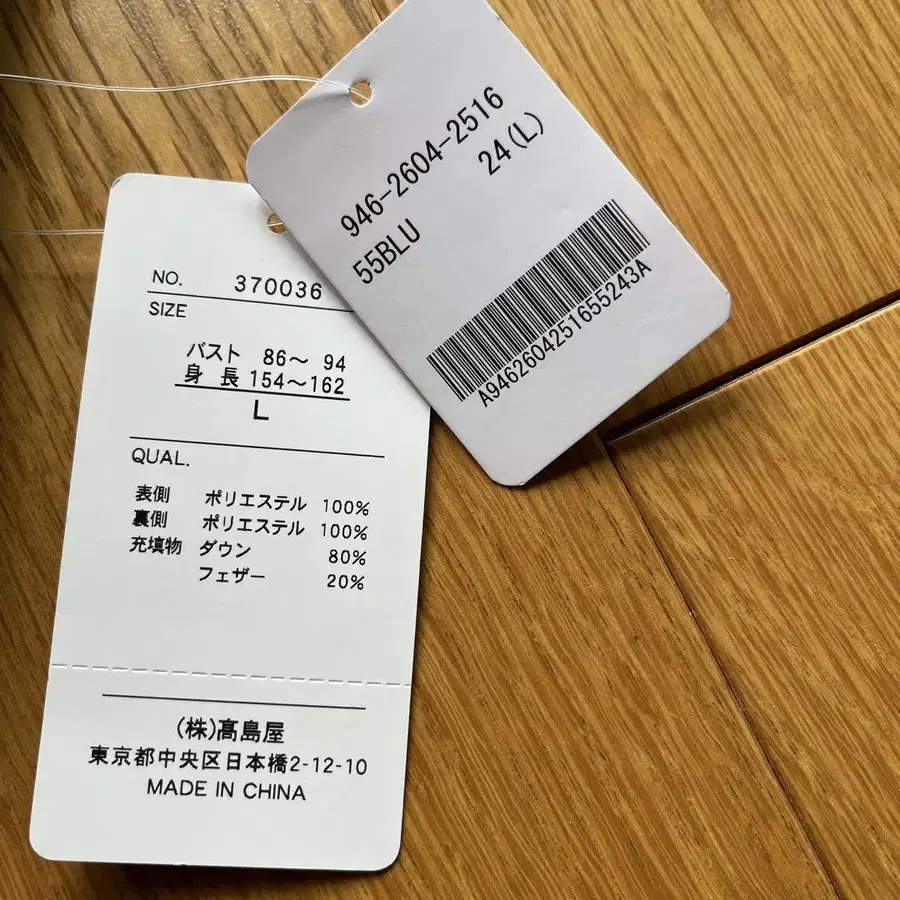 946-2604-2516
24(L)
55BLU
A946260425165524​3A
NO. 370036
SIZE
バスト 86～ 94
身 長 154～162
L
QUAL.
表側 ポリエステル 100%
裏側 ポリエステル 100%
充填物 ダウン 80%
フェザー 20%
(株)髙島屋
東京都中央区日本橋2-12-10
MADE IN CHINA